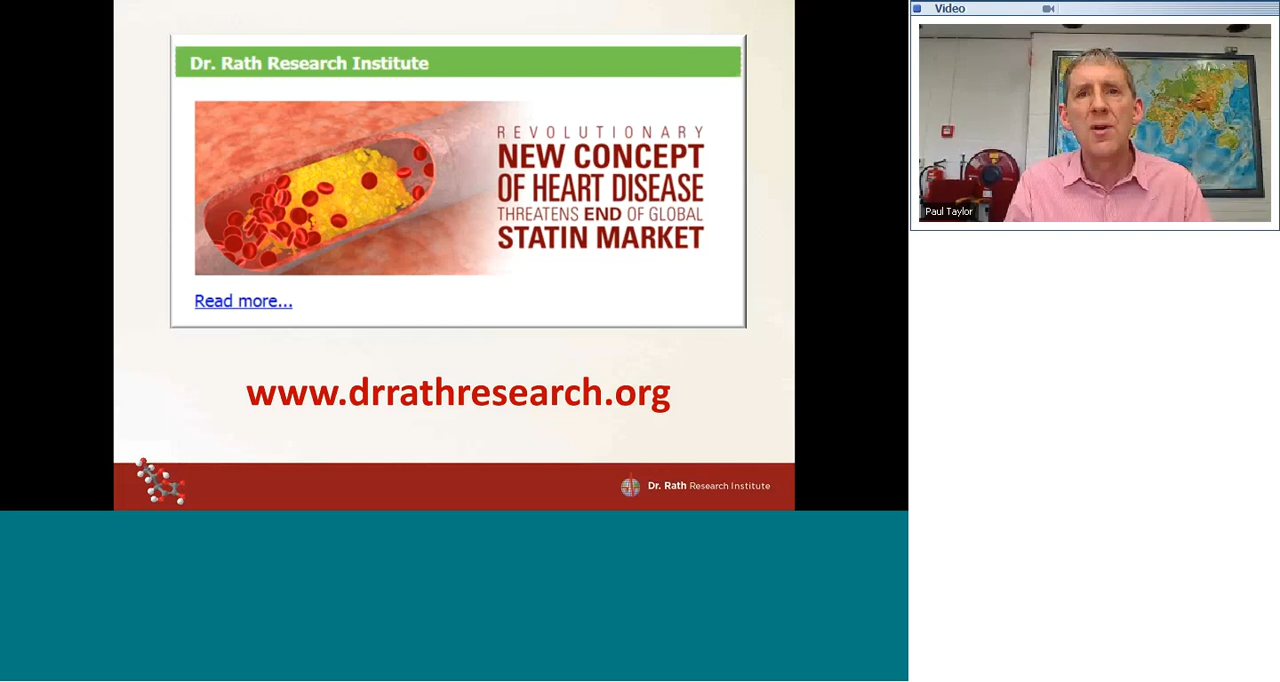 Dr. Rath Research Institute
REVOLUTIONARY
NEW CONCEPT
OF HEART DISEASE
THREATENS END OF GLOBAL
STATIN MARKET
Read more...
www.drrathresearch.org
Dr. Rath Research Institute
Video
Paul Taylor